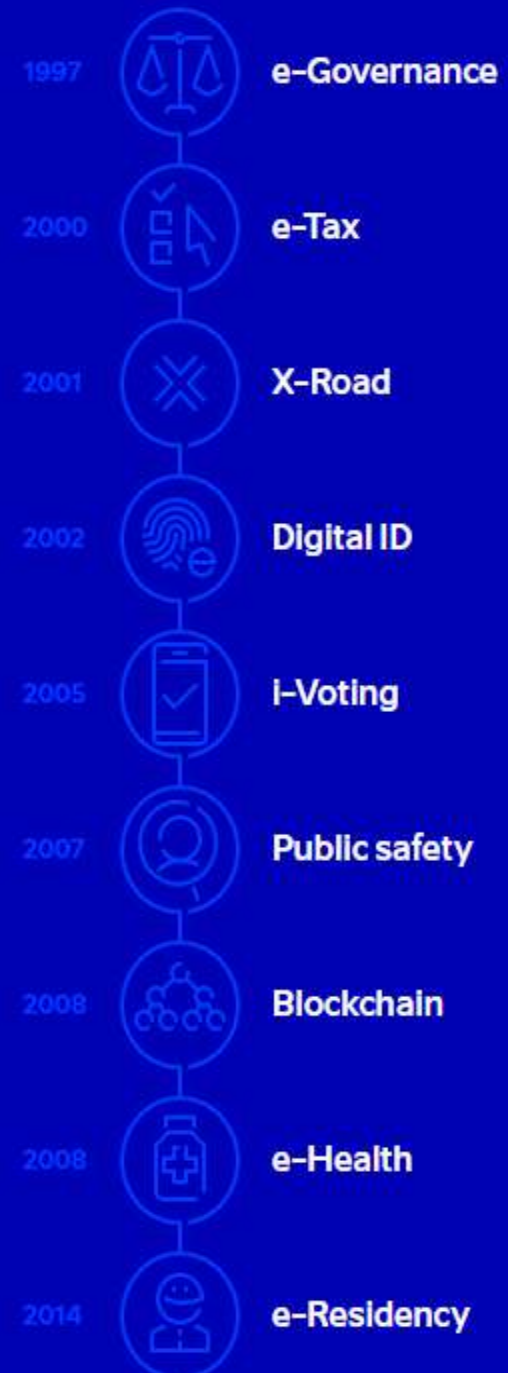 1997 e-Governance
2000 e-Tax
2001 X-Road
2002 Digital ID
2005 i-Voting
2007 Public safety
2008 Blockchain
2008 e-Health
2014 e-Residency